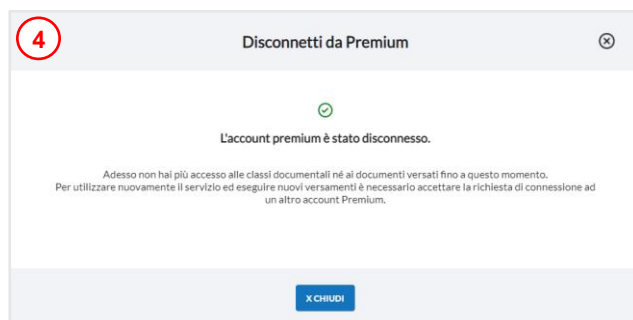 4
Disconnetti da Premium
L'account premium è stato disconnesso.
Adesso non hai più accesso alle classi documentali né ai documenti versati fino a questo momento.
Per utilizzare nuovamente il servizio ed eseguire nuovi versamenti è necessario accettare la richiesta di connessione ad
un altro account Premium.
X CHIUDI